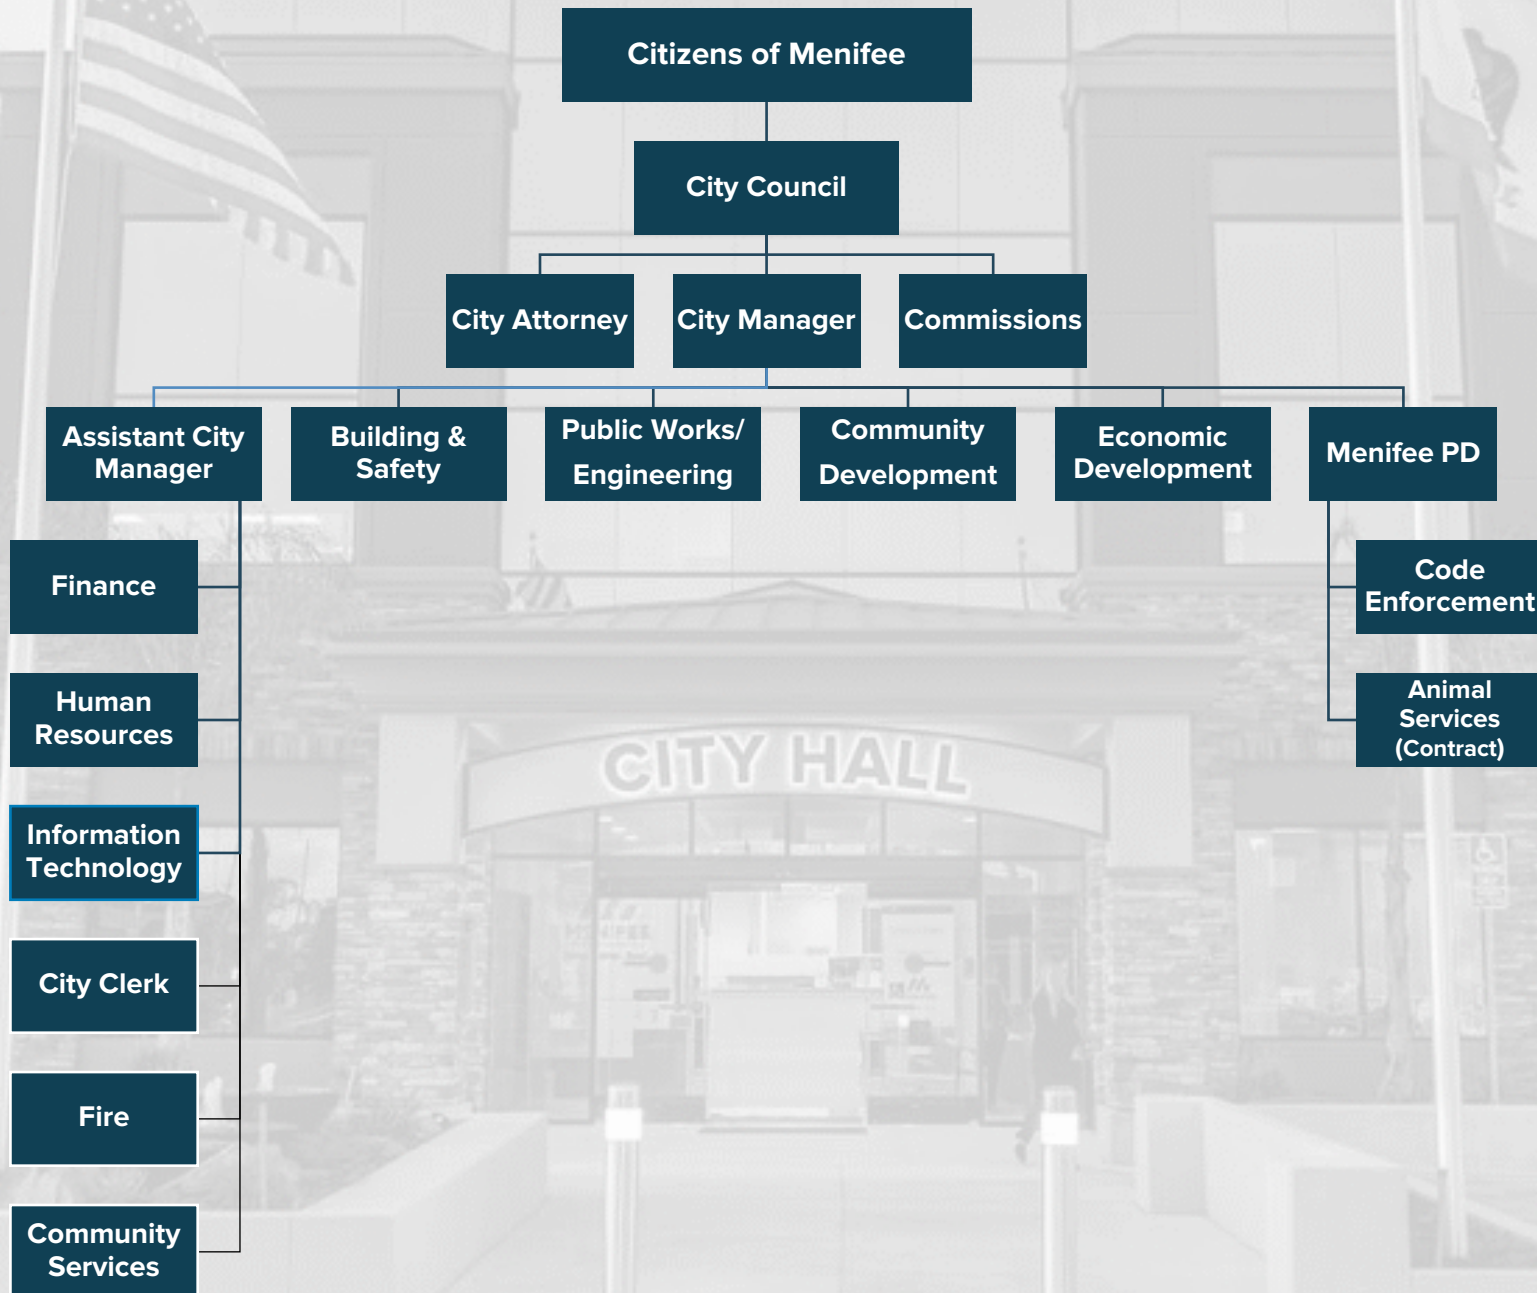 Citizens of Menifee
City Council
City Attorney
City Manager
Commissions
Assistant City
Manager
Building &
Safety
Public Works/
Engineering
Community
Development
Economic
Development
Menifee PD
Finance
Code
Enforcement
Human
Resources
Animal
Services
(Contract)
CITY HALL
Information
Technology
City Clerk
Fire
Community
Services